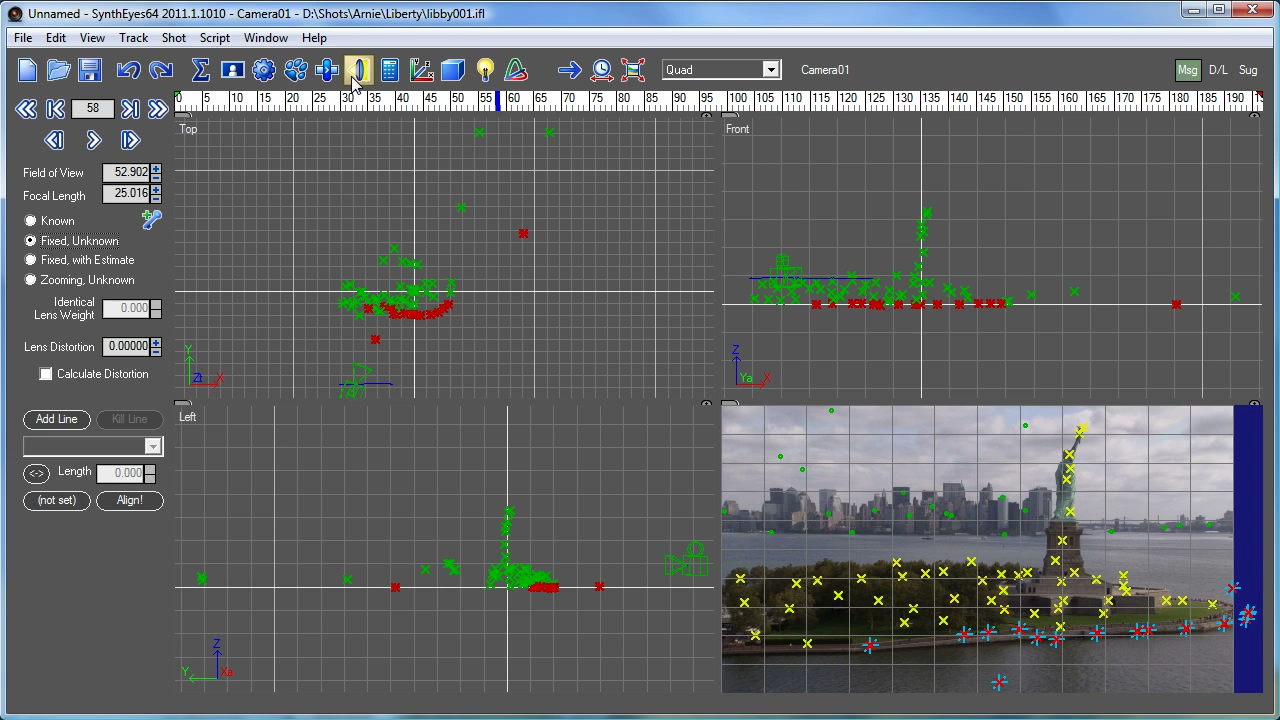 Unnamed - SynthEyes64 2011.1.1010 - Camera01 - D:\Shots\Arnie\Liberty\libby001.ifl
File Edit View Track Shot Script Window Help
Quad Camera01 Msg D/L Sug
58
0 5 10 15 20 25 30 35 40 45 50 55 60 65 70 75 80 85 90 95 100 105 110 115 120 125 130 135 140 145 150 155 160 165 170 175 180 185 190
Top Front
Field of View 52.902
Focal Length 25.016
Known
Fixed, Unknown
Fixed, with Estimate
Zooming, Unknown
Identical Lens Weight 0.000
Lens Distortion 0.00000
Calculate Distortion
Y Zt X
Z Ya X
Add Line Kill Line
Left
<-> Length 0.000
(not set) Align!
Z Y Xa